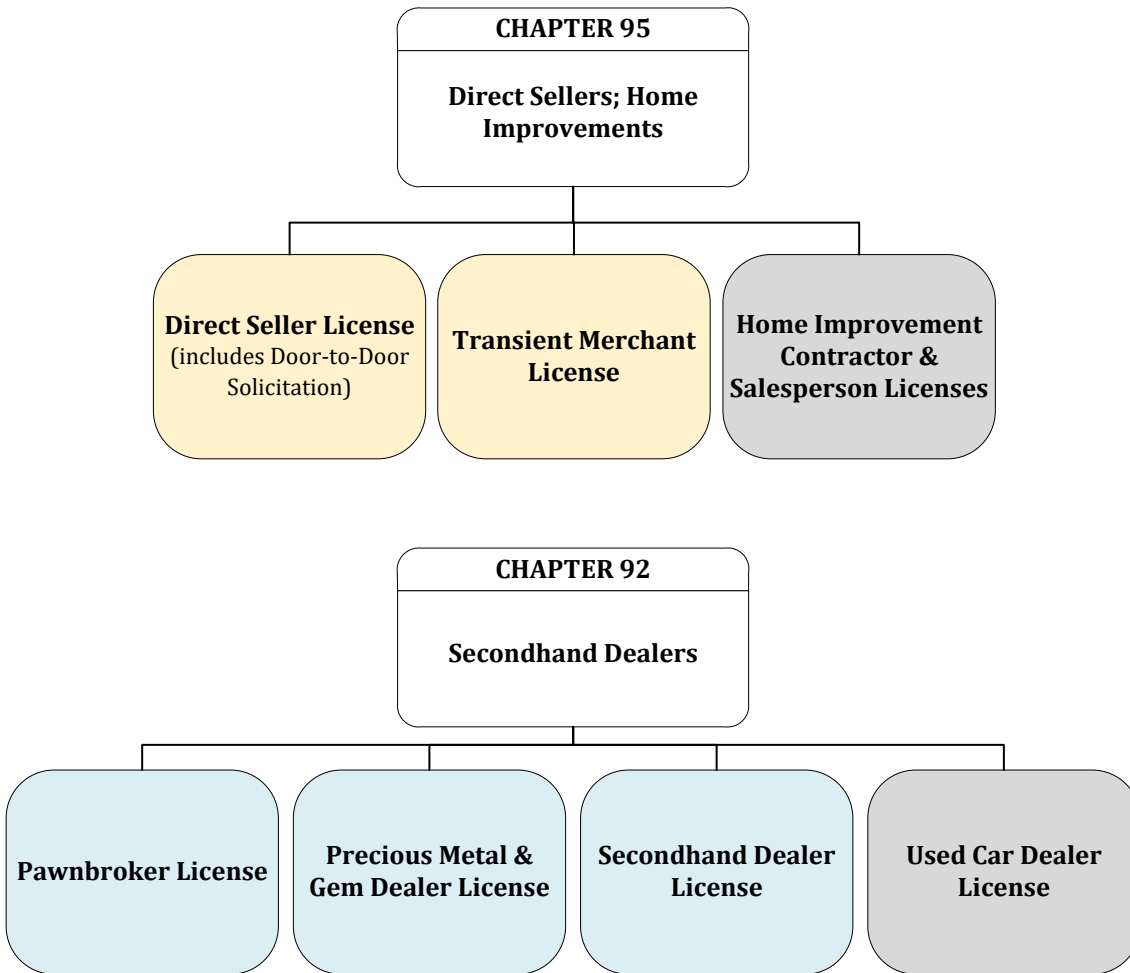 CHAPTER 95
Direct Sellers; Home
Improvements
Direct Seller License
(includes Door-to-Door
Solicitation)
Transient Merchant
License
Home Improvement
Contractor &
Salesperson Licenses
CHAPTER 92
Secondhand Dealers
Pawnbroker License
Precious Metal &
Gem Dealer License
Secondhand Dealer
License
Used Car Dealer
License